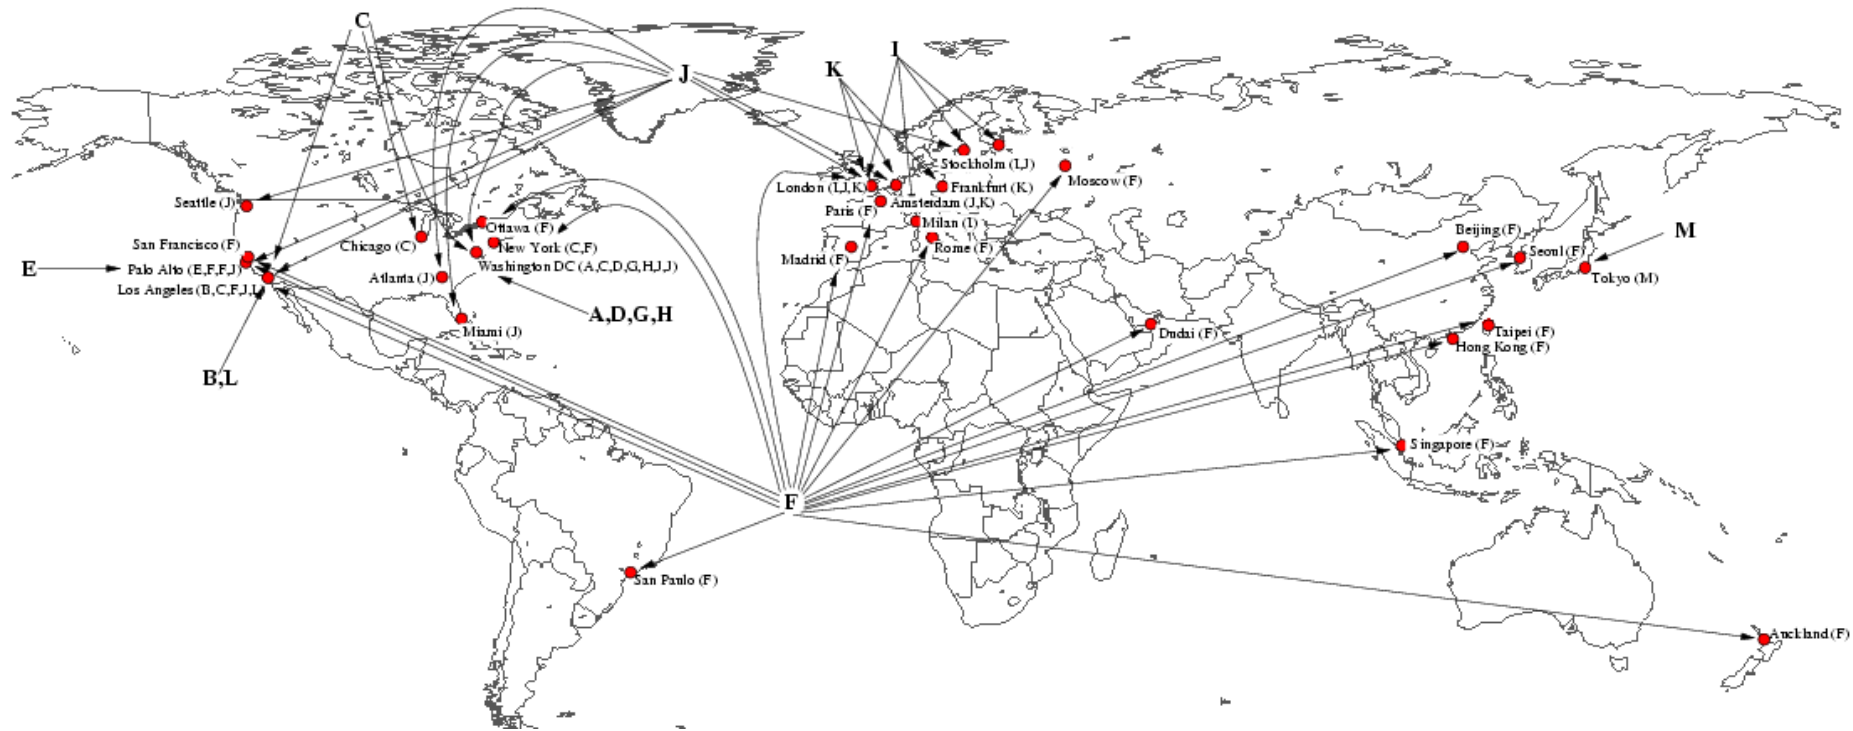 C
J
K
I
Stockholm (I,J)
London (I,J,K)
Frankfurt (K)
Moscow (F)
Seattle (J)
Paris (F)
Amsterdam (J,K)
Ottawa (F)
Milan (I)
Chicago (C)
New York (C,F)
Rome (F)
Beijing (F)
M
San Francisco (F)
Madrid (F)
Seoul (F)
E
Palo Alto (E,F,F,J)
Washington DC (A,C,D,G,H,J,J)
Atlanta (J)
Tokyo (M)
Los Angeles (B,C,F,J,L)
A,D,G,H
Miami (J)
Dudai (F)
Taipei (F)
Hong Kong (F)
B,L
Singapore (F)
F
San Paulo (F)
Auckland (F)